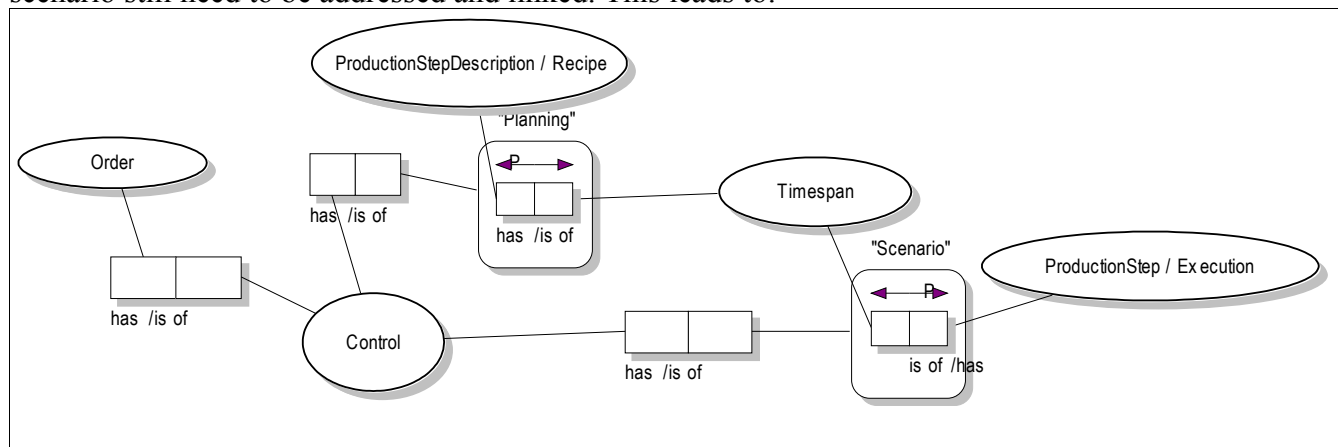 scenario still need to be addressed and linked. This leads to:
ProductionStepDescription / Recipe
"Planning"
P
Order
has /is of
has /is of
Timespan
"Scenario"
P
ProductionStep / Execution
has /is of
Control
has /is of
is of /has